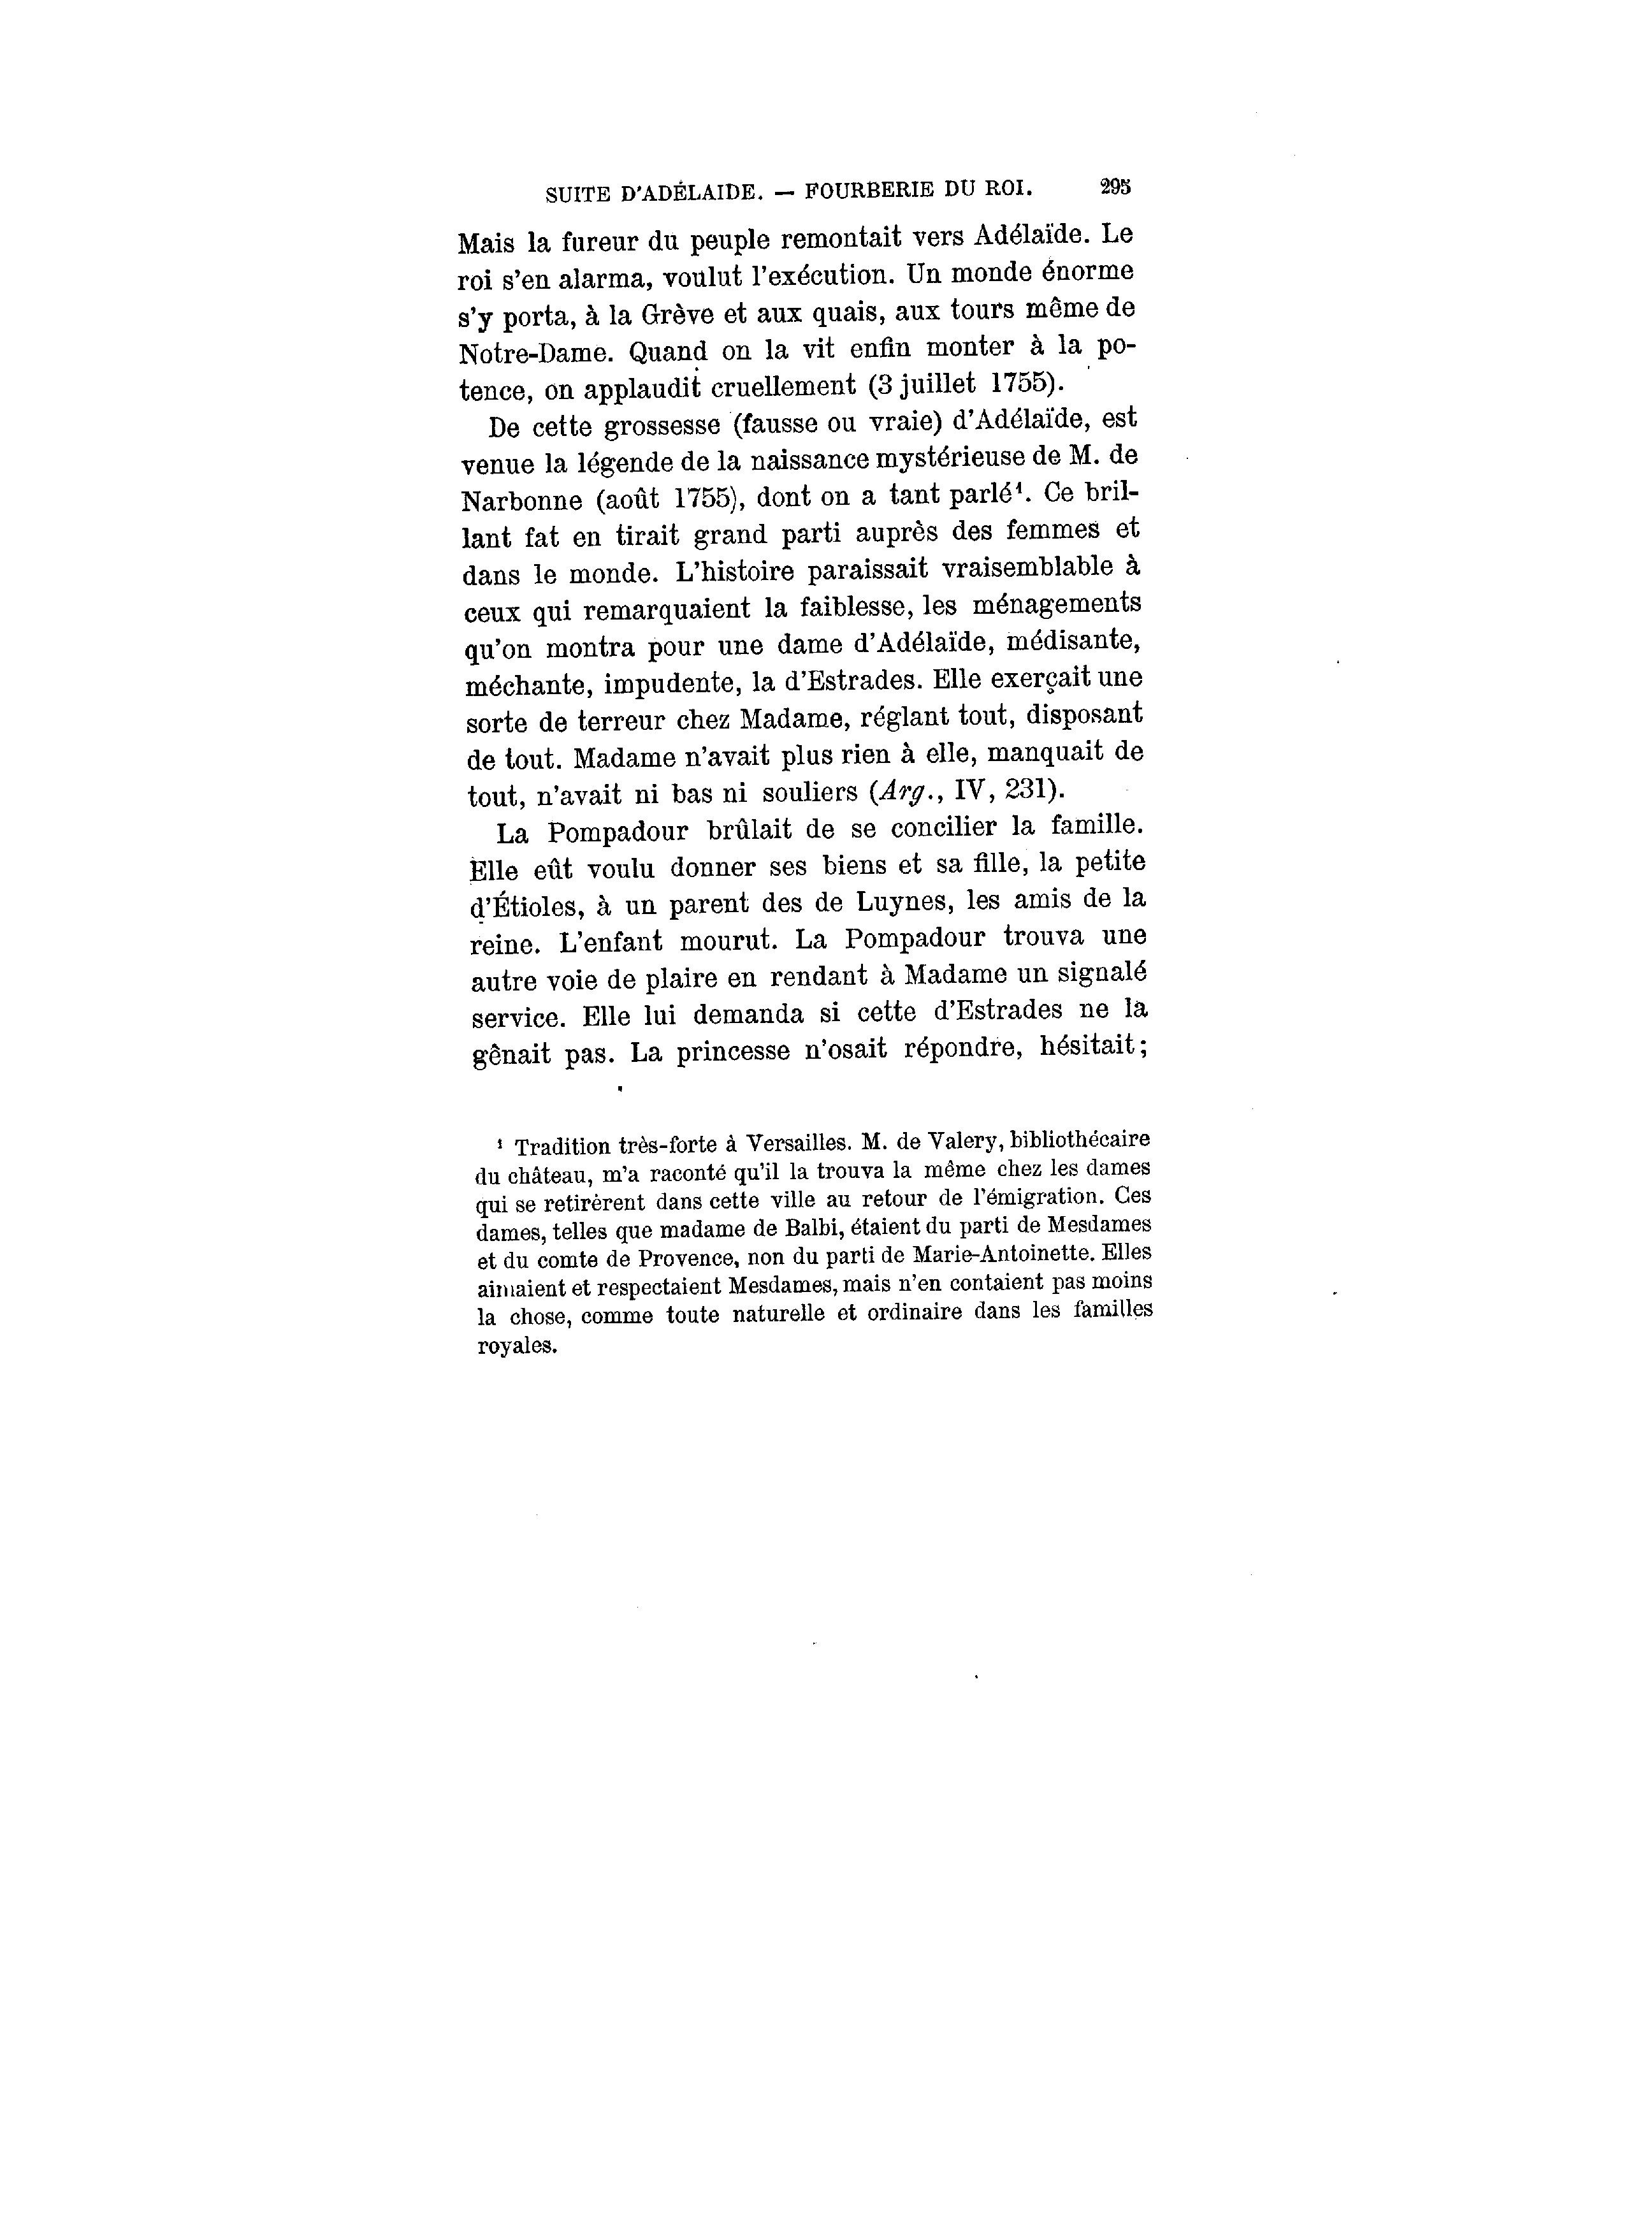 SUITE D'ADÉLAIDE. — FOURBERIE DU ROI. 295
Mais la fureur du peuple remontait vers Adélaïde. Le
roi s'en alarma, voulut l'exécution. Un monde énorme
s'y porta, à la Grève et aux quais, aux tours même de
Notre-Dame. Quand on la vit enfin monter à la po-
tence, on applaudit cruellement (3 juillet 1755).
De cette grossesse (fausse ou vraie) d'Adélaïde, est
venue la légende de la naissance mystérieuse de M. de
Narbonne (août 1755), dont on a tant parlé¹. Ce bril-
lant fat en tirait grand parti auprès des femmes et
dans le monde. L'histoire paraissait vraisemblable à
ceux qui remarquaient la faiblesse, les ménagements
qu'on montra pour une dame d'Adélaïde, médisante,
méchante, impudente, la d'Estrades. Elle exerçait une
sorte de terreur chez Madame, réglant tout, disposant
de tout. Madame n'avait plus rien à elle, manquait de
tout, n'avait ni bas ni souliers (Arg., IV, 231).
La Pompadour brûlait de se concilier la famille.
Elle eût voulu donner ses biens et sa fille, la petite
d'Étioles, à un parent des de Luynes, les amis de la
reine. L'enfant mourut. La Pompadour trouva une
autre voie de plaire en rendant à Madame un signalé
service. Elle lui demanda si cette d'Estrades ne la
gênait pas. La princesse n'osait répondre, hésitait;
¹ Tradition très-forte à Versailles. M. de Valery, bibliothécaire
du château, m'a raconté qu'il la trouva la même chez les dames
qui se retirèrent dans cette ville au retour de l'émigration. Ces
dames, telles que madame de Balbi, étaient du parti de Mesdames
et du comte de Provence, non du parti de Marie-Antoinette. Elles
aimaient et respectaient Mesdames, mais n'en contaient pas moins
la chose, comme toute naturelle et ordinaire dans les familles
royales.